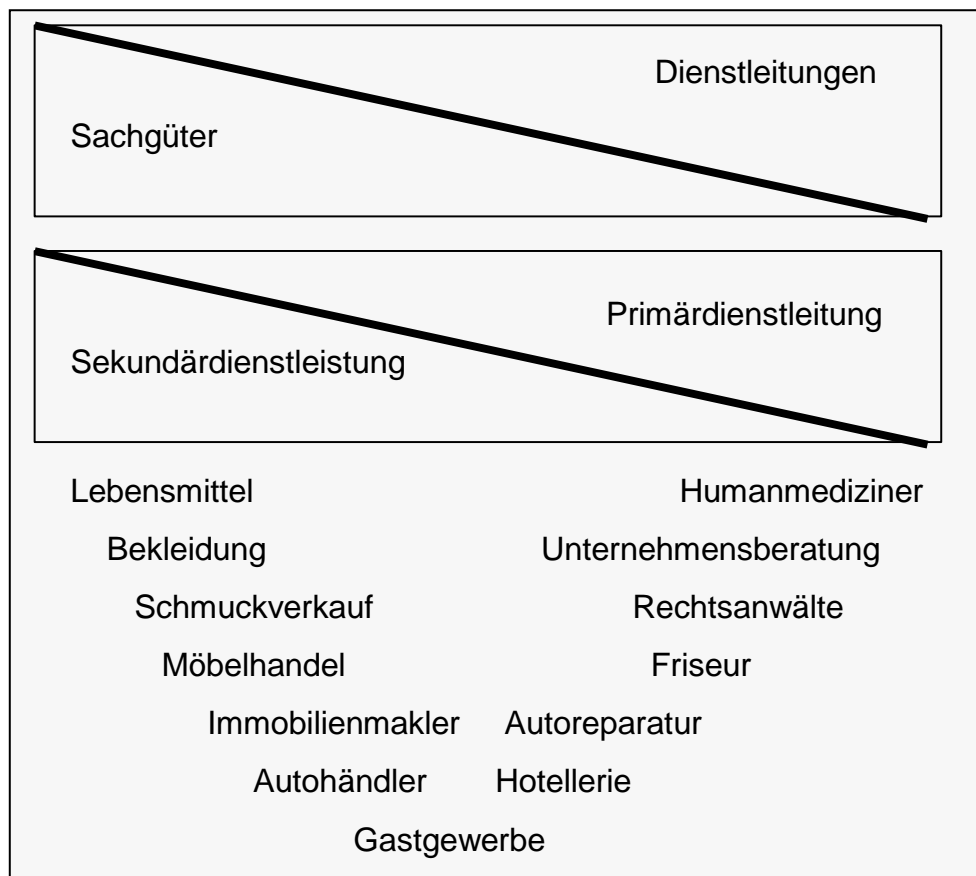 Dienstleitungen
Sachgüter
Primärdienstleitung
Sekundärdienstleistung
Lebensmittel Humanmediziner
Bekleidung Unternehmensberatung
Schmuckverkauf Rechtsanwälte
Möbelhandel Friseur
Immobilienmakler Autoreparatur
Autohändler Hotellerie
Gastgewerbe